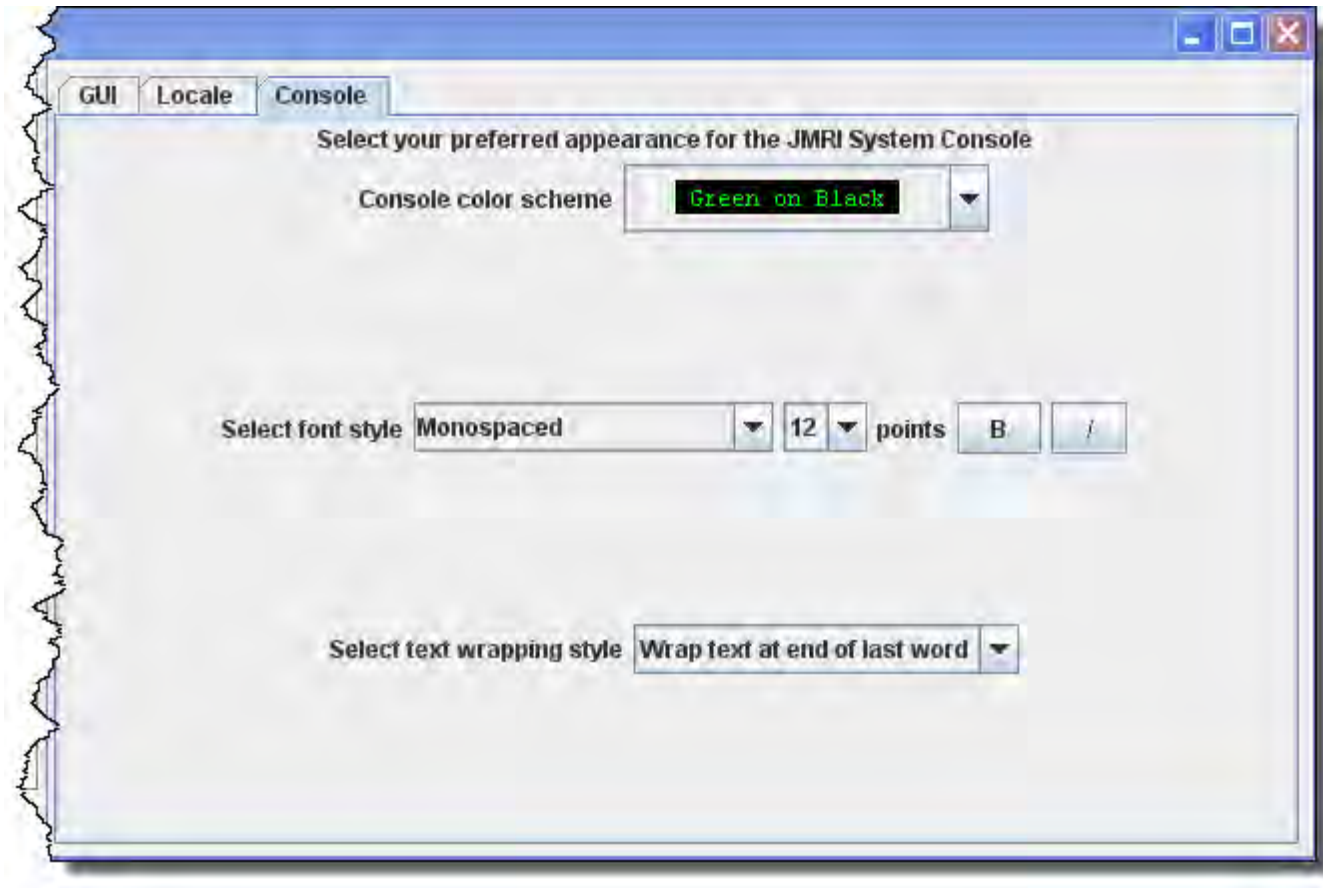 GUI Locale Console
Select your preferred appearance for the JMRI System Console
Console color scheme Green on Black
Select font style Monospaced 12 points B I
Select text wrapping style Wrap text at end of last word